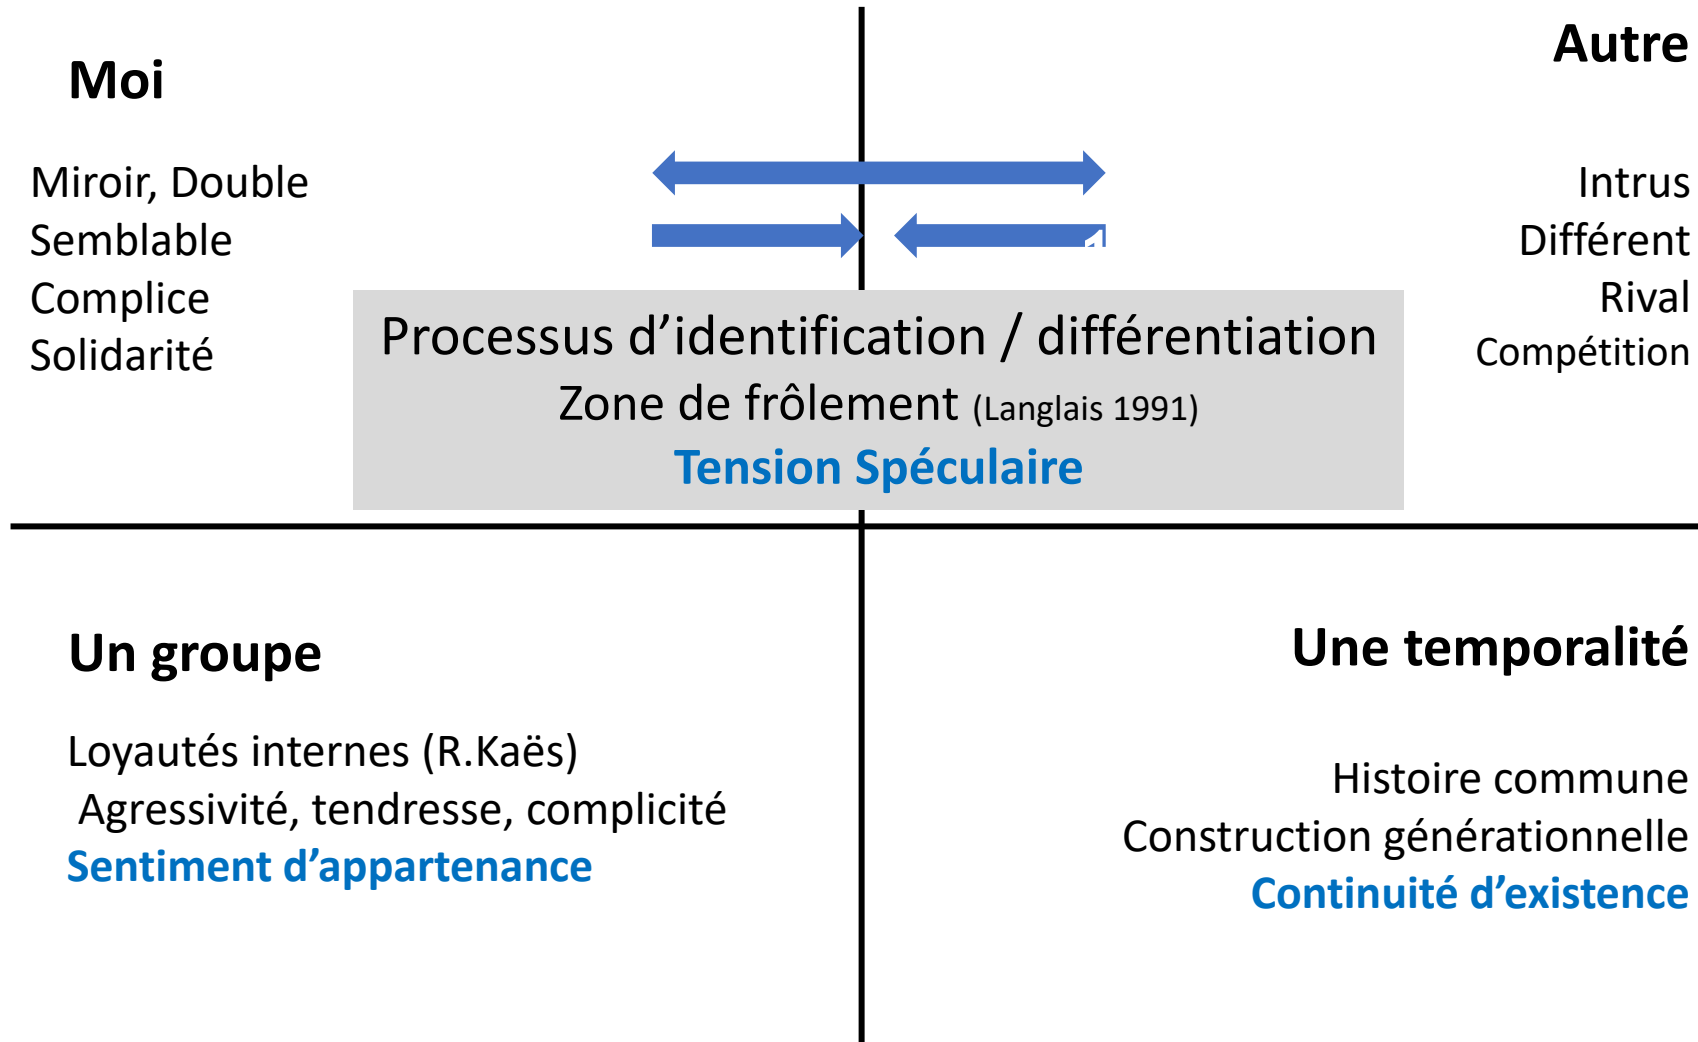 Moi
Miroir, Double
Semblable
Complice
Solidarité
Autre
Intrus
Différent
Rival
Compétition
1
Processus d’identification / différentiation
Zone de frôlement (Langlais 1991)
Tension Spéculaire
Un groupe
Loyautés internes (R.Kaës)
Agressivité, tendresse, complicité
Sentiment d’appartenance
Une temporalité
Histoire commune
Construction générationnelle
Continuité d’existence